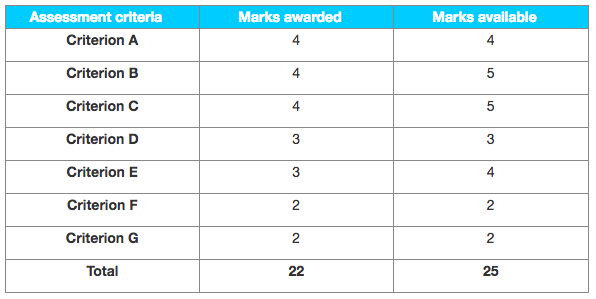 Assessment criteria Marks awarded Marks available
Criterion A 4 4
Criterion B 4 5
Criterion C 4 5
Criterion D 3 3
Criterion E 3 4
Criterion F 2 2
Criterion G 2 2
Total 22 25